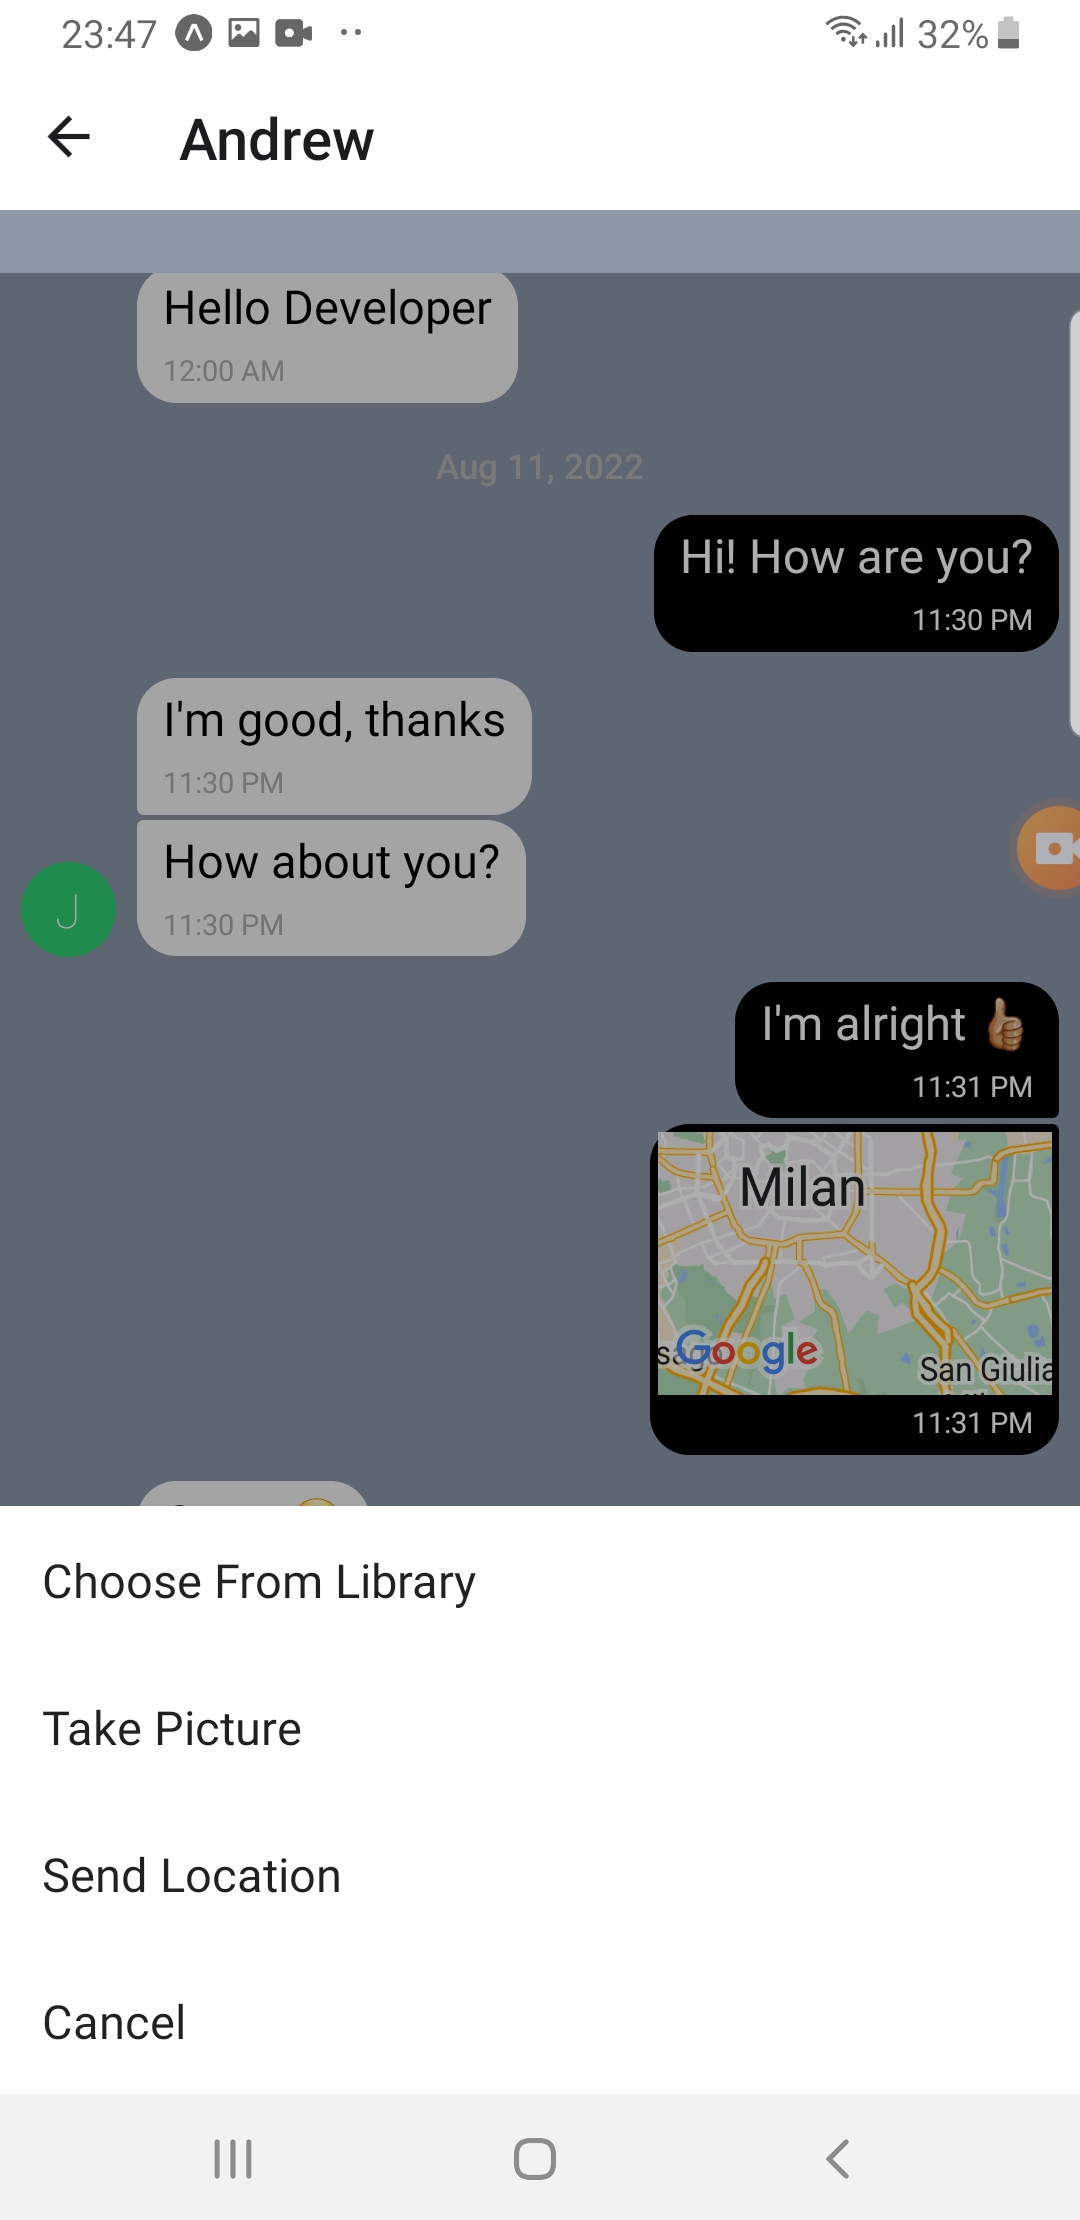 23:47
32%
Andrew
Hello Developer
12:00 AM
Aug 11, 2022
Hi! How are you?
11:30 PM
I'm good, thanks
11:30 PM
How about you?
J
11:30 PM
I'm alright 👍
11:31 PM
Milan
Google
San Giulia
11:31 PM
Choose From Library
Take Picture
Send Location
Cancel